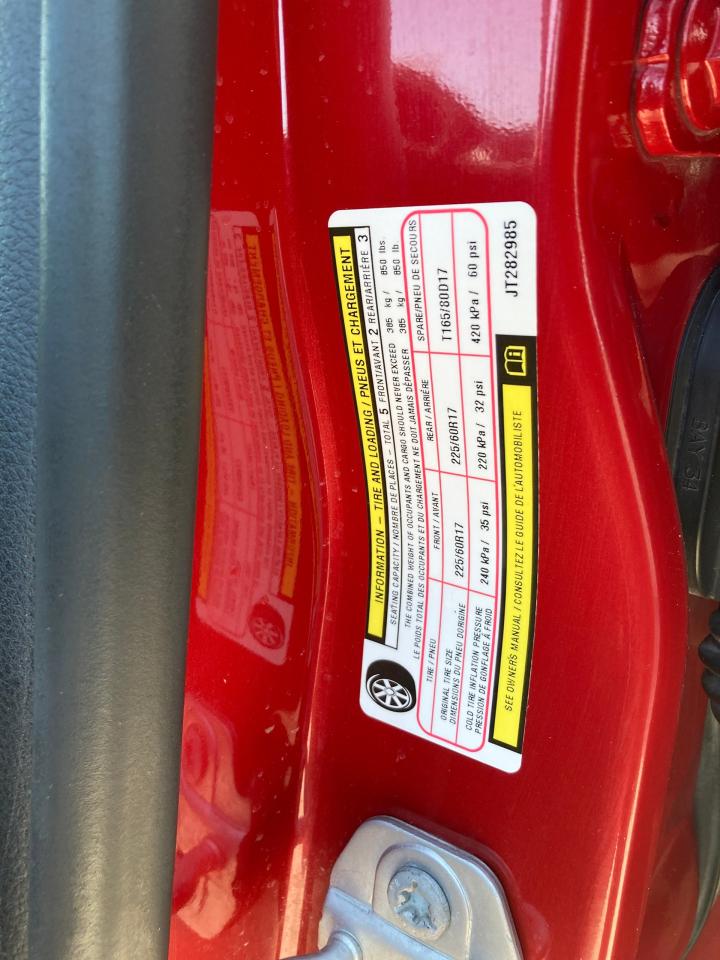 INFORMATION – TIRE AND LOADING / PNEUS ET CHARGEMENT
SEATING CAPACITY / NOMBRE DE PLACES – TOTAL 5 FRONT/AVANT 2 REAR/ARRIÈRE 3
THE COMBINED WEIGHT OF OCCUPANTS AND CARGO SHOULD NEVER EXCEED 385 kg / 850 lbs.
LE POIDS TOTAL DES OCCUPANTS ET DU CHARGEMENT NE DOIT JAMAIS DÉPASSER 385 kg / 850 lb
TIRE / PNEU FRONT / AVANT REAR / ARRIÈRE SPARE/PNEU DE SECOURS
ORIGINAL TIRE SIZE
DIMENSIONS DU PNEU D'ORIGINE 225/60R17 225/60R17 T165/80D17
COLD TIRE INFLATION PRESSURE
PRESSION DE GONFLAGE À FROID 240 kPa / 35 psi 220 kPa / 32 psi 420 kPa / 60 psi
SEE OWNER'S MANUAL / CONSULTEZ LE GUIDE DE L'AUTOMOBILISTE
JT282985